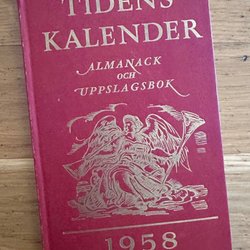 TIDENS
KALENDER
ALMANACK
OCH
UPPSLAGSBOK
1958